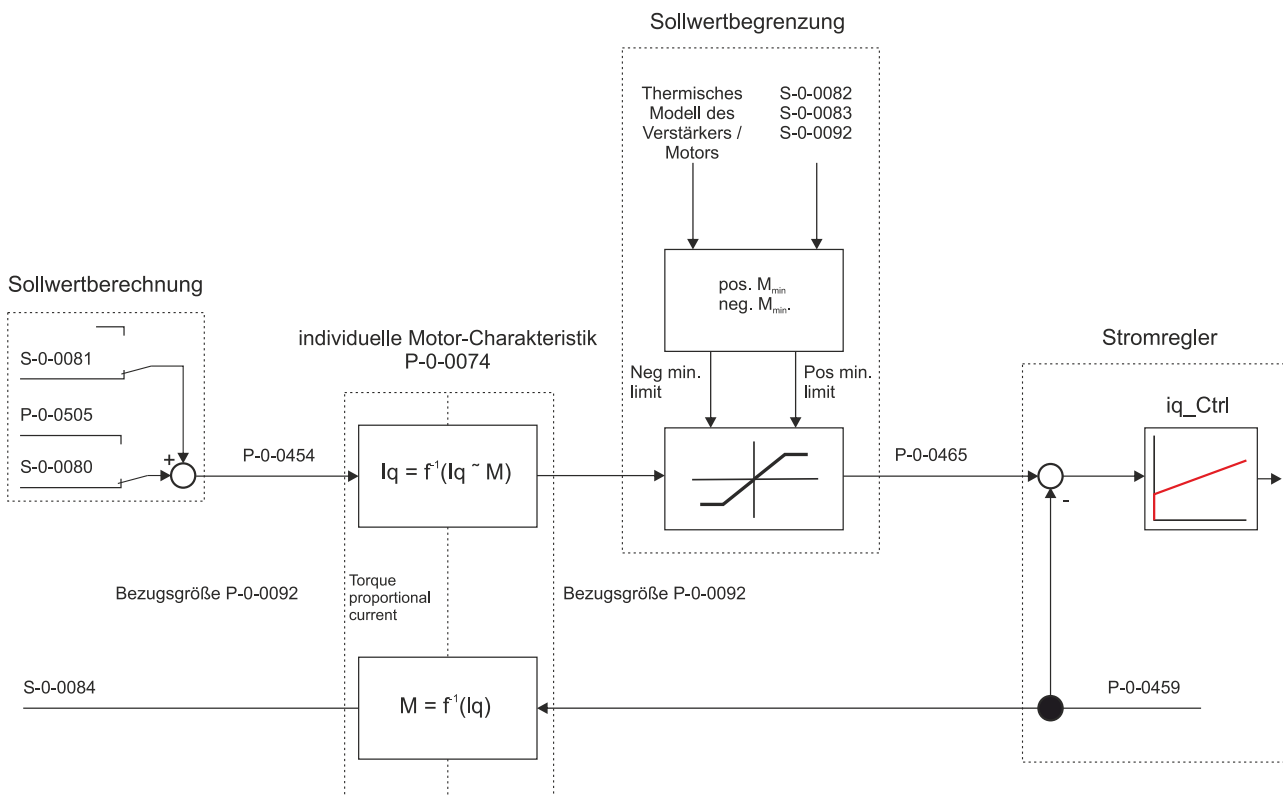 Sollwertbegrenzung
Thermisches
Modell des
Verstärkers /
Motors
S-0-0082
S-0-0083
S-0-0092
pos. Mmin
neg. Mmin.
Neg min.
limit
Pos min.
limit
Sollwertberechnung
S-0-0081
P-0-0505
S-0-0080
+
P-0-0454
individuelle Motor-Charakteristik
P-0-0074
Iq = f⁻¹(Iq ~ M)
P-0-0465
Stromregler
iq_Ctrl
-
Bezugsgröße P-0-0092
Torque
proportional
current
Bezugsgröße P-0-0092
S-0-0084
M = f⁻¹(Iq)
P-0-0459